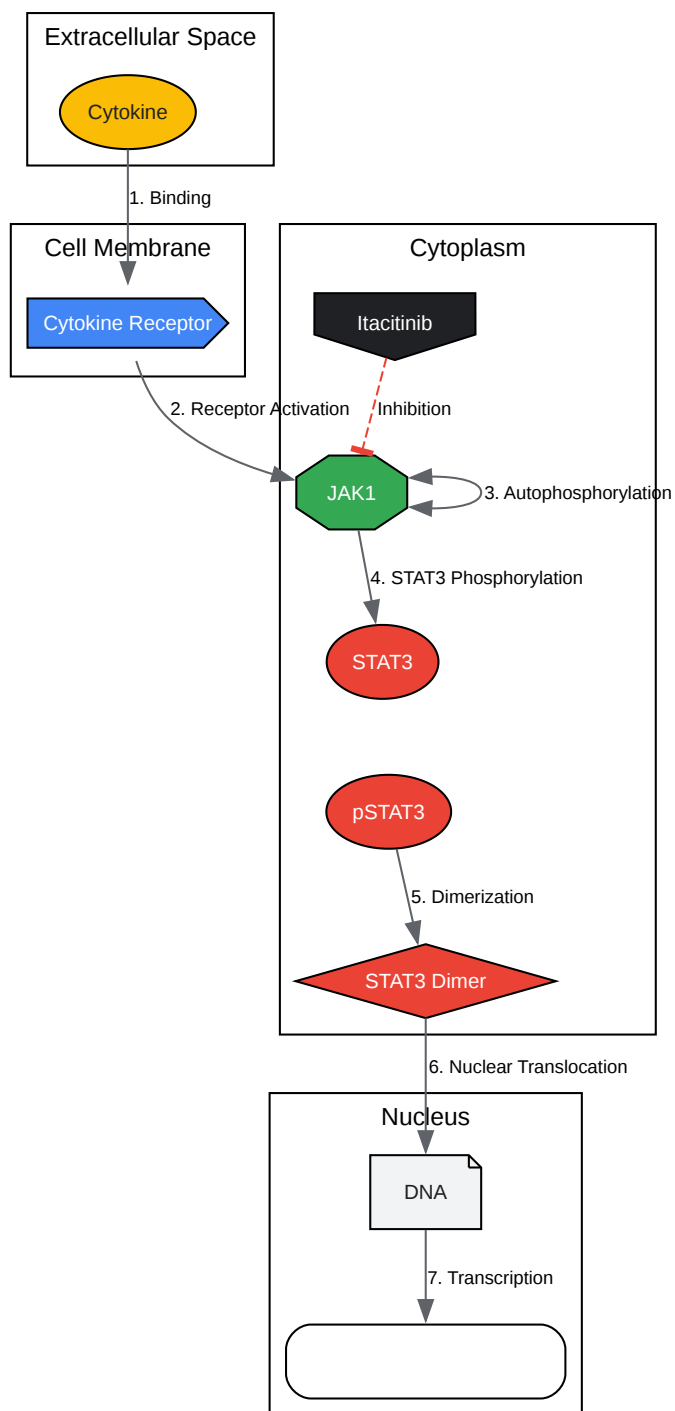 Extracellular Space
Cytokine
1. Binding
Cell Membrane
Cytokine Receptor
Cytoplasm
Itacitinib
2. Receptor Activation
Inhibition
JAK1
3. Autophosphorylation
4. STAT3 Phosphorylation
STAT3
pSTAT3
5. Dimerization
STAT3 Dimer
6. Nuclear Translocation
Nucleus
DNA
7. Transcription